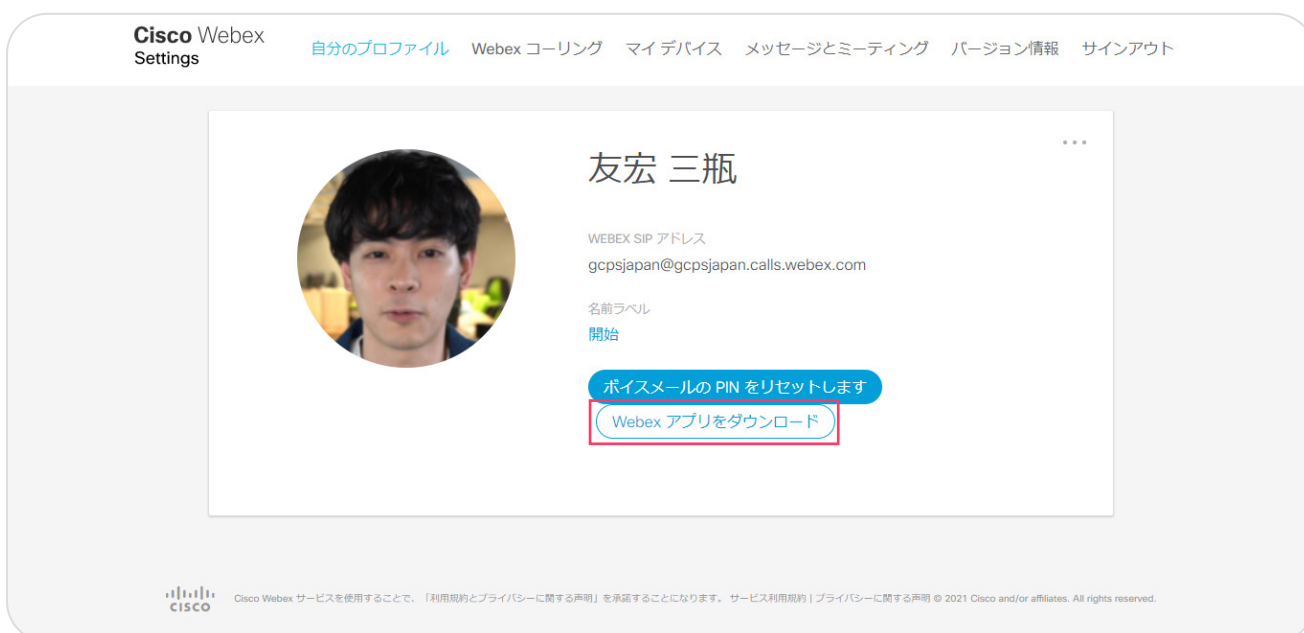 Cisco Webex
Settings
自分のプロファイル Webex コーリング マイ デバイス メッセージとミーティング バージョン情報 サインアウト
友宏 三瓶
WEBEX SIP アドレス
gcpsjapan@gcpsjapan.calls.webex.com
名前ラベル
開始
ボイスメールの PIN をリセットします
Webex アプリをダウンロード
CISCO
Cisco Webex サービスを使用することで、「利用規約とプライバシーに関する声明」を承諾することになります。 サービス利用規約 | プライバシーに関する声明 © 2021 Cisco and/or affiliates. All rights reserved.